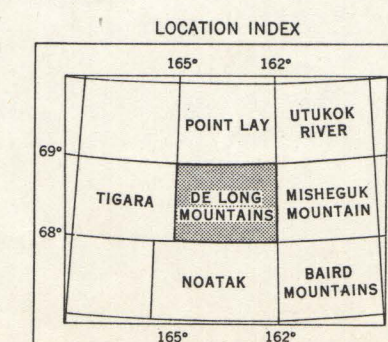 LOCATION INDEX
165° 162°
POINT LAY
UTUKOK
RIVER
69°
TIGARA
DE LONG
MOUNTAINS
MISHEGUK
MOUNTAIN
68°
NOATAK
BAIRD
MOUNTAINS
165° 162°